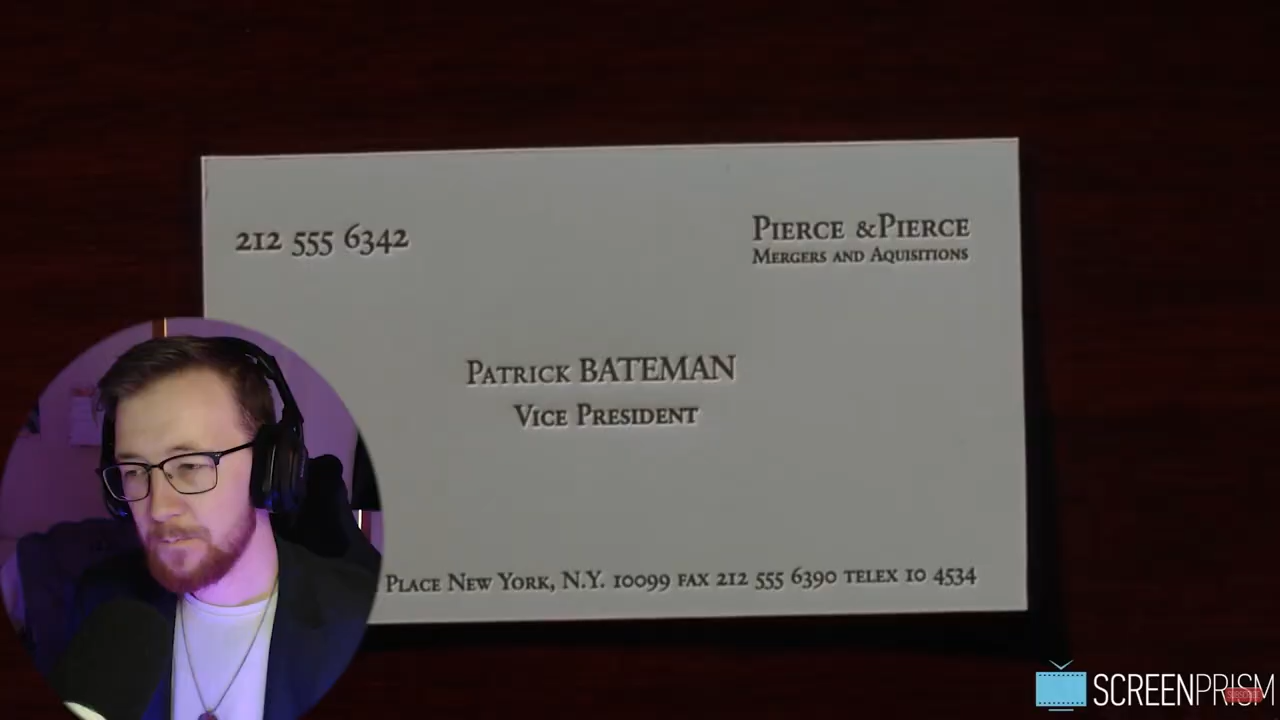 212 555 6342
PIERCE &PIERCE
MERGERS AND AQUISITIONS
PATRICK BATEMAN
VICE PRESIDENT
PLACE NEW YORK, N.Y. 10099 FAX 212 555 6390 TELEX 10 4534
SCREENPRISM
SUBSCRIBE